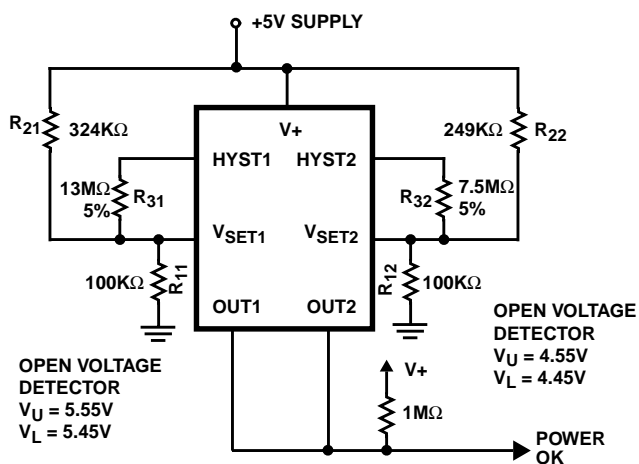 +5V SUPPLY
R21 324KΩ
249KΩ R22
V+
HYST1 HYST2
13MΩ 5% R31
R32 7.5MΩ 5%
VSET1 VSET2
100KΩ R11
R12 100KΩ
OUT1 OUT2
OPEN VOLTAGE
DETECTOR
VU = 5.55V
VL = 5.45V
OPEN VOLTAGE
DETECTOR
VU = 4.55V
VL = 4.45V
V+
1MΩ
POWER
OK